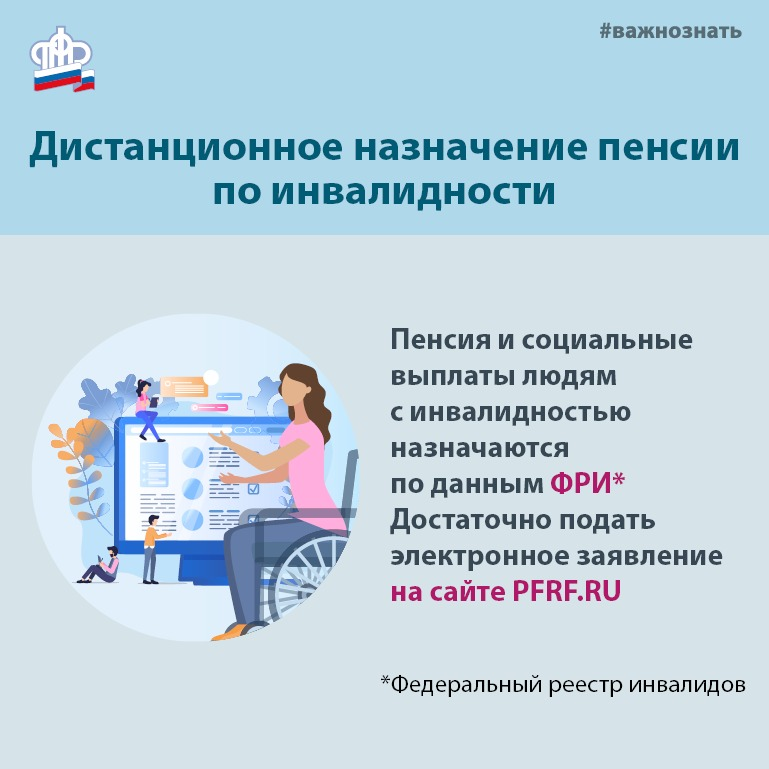 #важнознать
Дистанционное назначение пенсии
по инвалидности
Пенсия и социальные
выплаты людям
с инвалидностью
назначаются
по данным ФРИ*
Достаточно подать
электронное заявление
на сайте PFRF.RU
*Федеральный реестр инвалидов